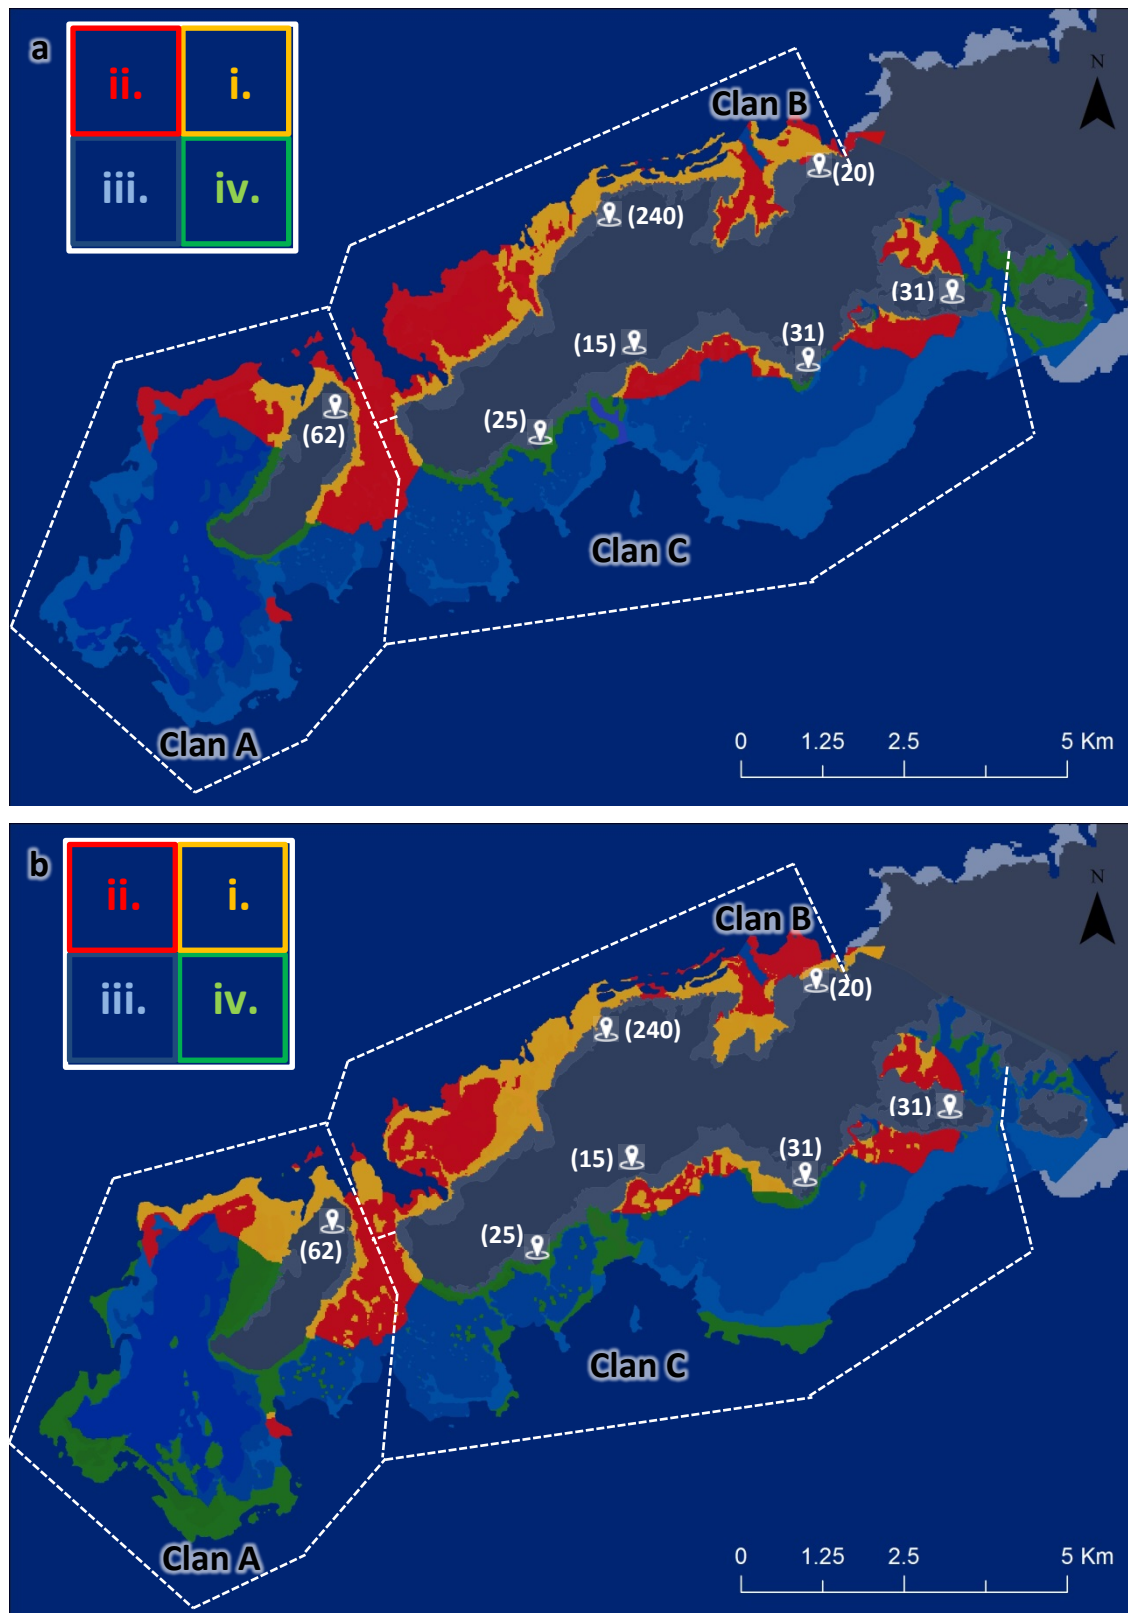 a
ii. i.
iii. iv.
Clan B
N
(20)
(240)
(31)
(15) (31)
(25)
(62)
Clan C
Clan A
0 1.25 2.5 5 Km
b
ii. i.
iii. iv.
Clan B
N
(20)
(240)
(31)
(15) (31)
(25)
(62)
Clan C
Clan A
0 1.25 2.5 5 Km